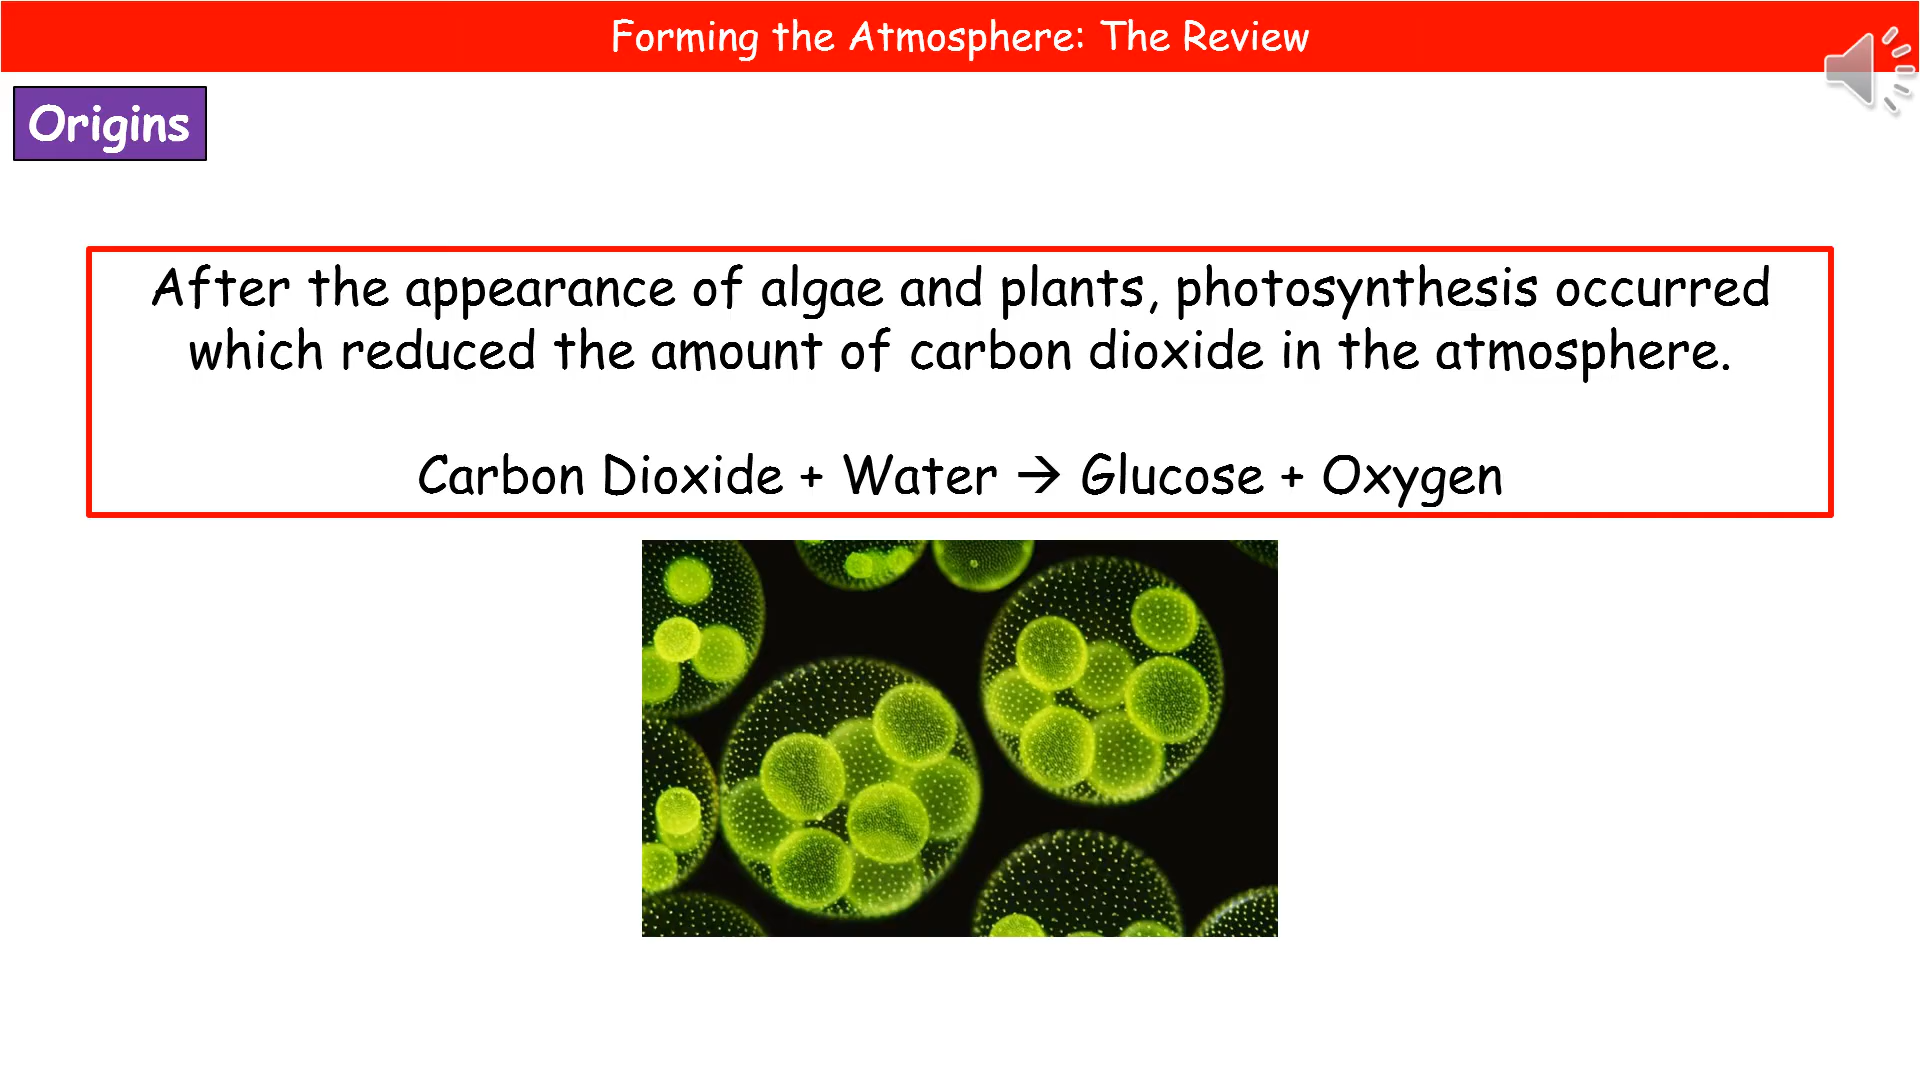 Forming the Atmosphere: The Review
Origins
After the appearance of algae and plants, photosynthesis occurred
which reduced the amount of carbon dioxide in the atmosphere.
Carbon Dioxide + Water → Glucose + Oxygen